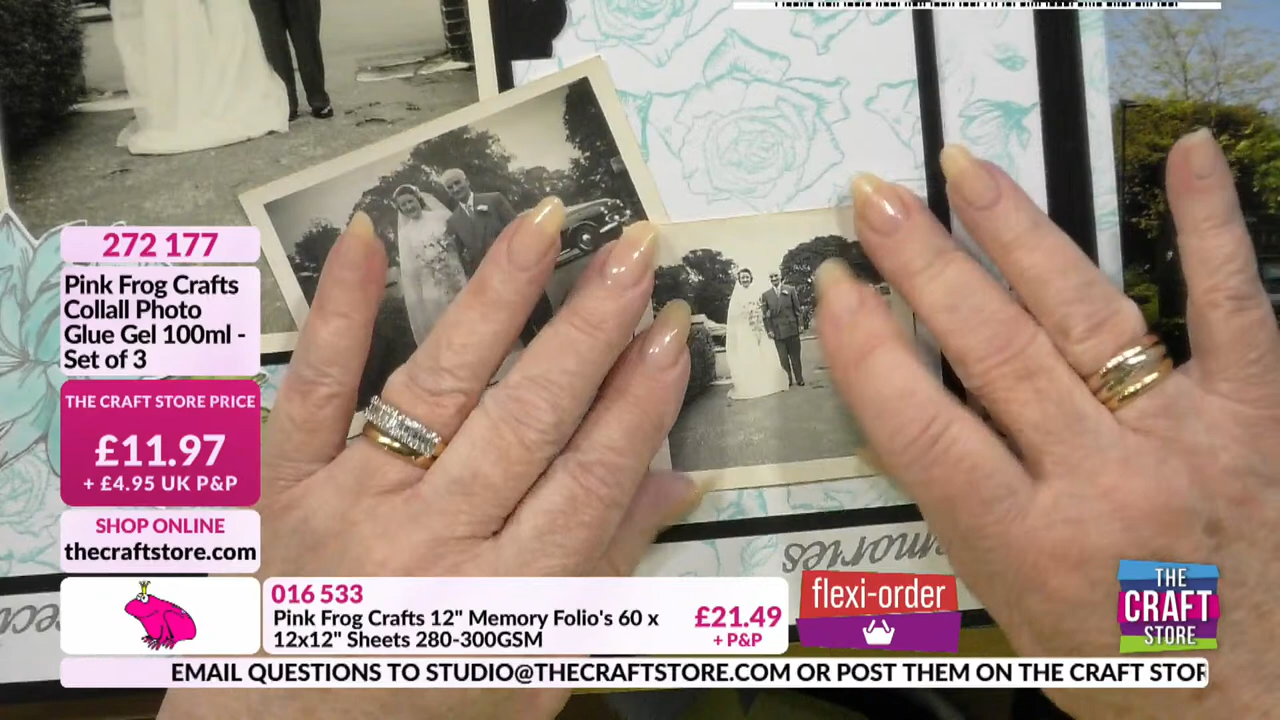 272 177
Pink Frog Crafts
Collall Photo
Glue Gel 100ml -
Set of 3
THE CRAFT STORE PRICE
£11.97
+ £4.95 UK P&P
SHOP ONLINE
thecraftstore.com
016 533
Pink Frog Crafts 12" Memory Folio's 60 x
12x12" Sheets 280-300GSM
£21.49
+ P&P
flexi-order
THE
CRAFT
STORE
EMAIL QUESTIONS TO STUDIO@THECRAFTSTORE.COM OR POST THEM ON THE CRAFT STOR
emories